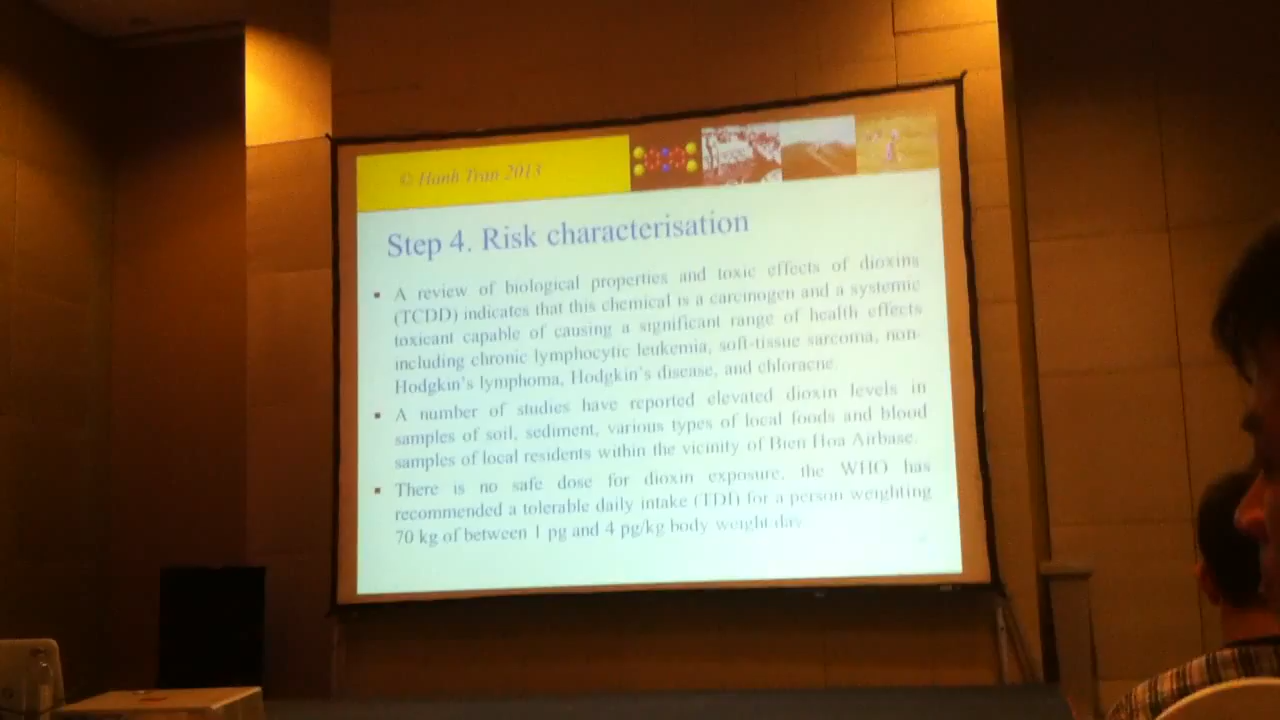 © Hanh Tran 2013
Step 4. Risk characterisation
▪ A review of biological properties and toxic effects of dioxins
(TCDD) indicates that this chemical is a carcinogen and a systemic
toxicant capable of causing a significant range of health effects
including chronic lymphocytic leukemia, soft-tissue sarcoma, non-
Hodgkin's lymphoma, Hodgkin's disease, and chloracne.
▪ A number of studies have reported elevated dioxin levels in
samples of soil, sediment, various types of local foods and blood
samples of local residents within the vicinity of Bien Hoa Airbase.
▪ There is no safe dose for dioxin exposure, the WHO has
recommended a tolerable daily intake (TDI) for a person weighting
70 kg of between 1 pg and 4 pg/kg body weight/day.